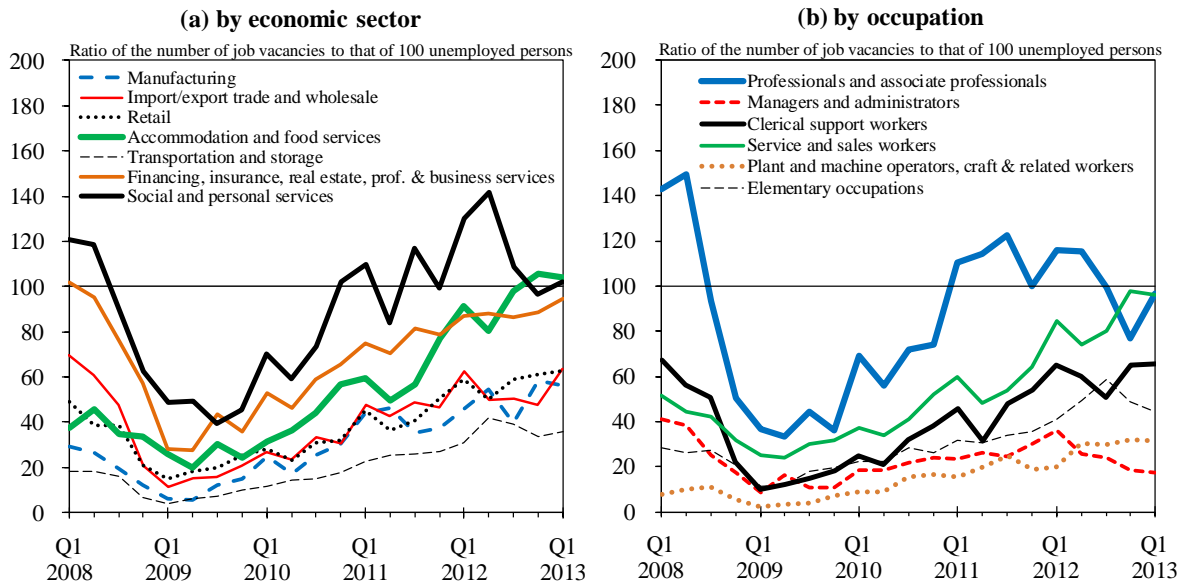 (a) by economic sector
Ratio of the number of job vacancies to that of 100 unemployed persons
200
180
160
140
120
100
80
60
40
20
0
Manufacturing
Import/export trade and wholesale
Retail
Accommodation and food services
Transportation and storage
Financing, insurance, real estate, prof. & business services
Social and personal services
Q1 Q1 Q1 Q1 Q1 Q1
2008 2009 2010 2011 2012 2013
(b) by occupation
Ratio of the number of job vacancies to that of 100 unemployed persons
200
180
160
140
120
100
80
60
40
20
0
Professionals and associate professionals
Managers and administrators
Clerical support workers
Service and sales workers
Plant and machine operators, craft & related workers
Elementary occupations
Q1 Q1 Q1 Q1 Q1 Q1
2008 2009 2010 2011 2012 2013